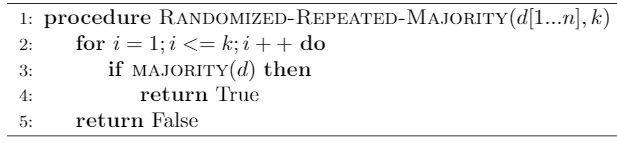 1: procedure RANDOMIZED-REPEATED-MAJORITY(d[1...n], k)
2: for i = 1; i <= k; i + + do
3: if MAJORITY(d) then
4: return True
5: return False